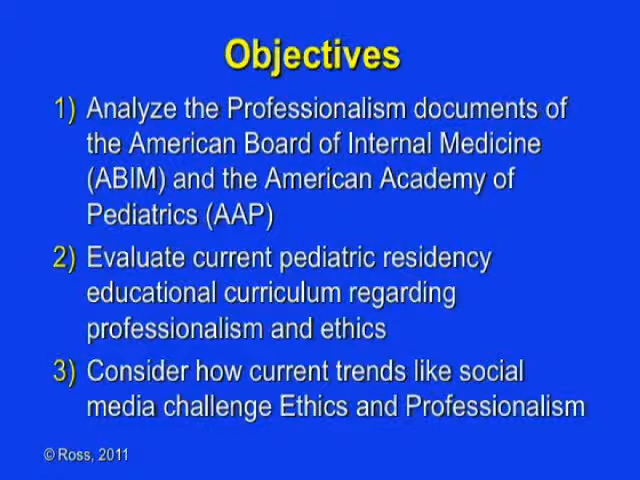 Objectives
1) Analyze the Professionalism documents of
the American Board of Internal Medicine
(ABIM) and the American Academy of
Pediatrics (AAP)
2) Evaluate current pediatric residency
educational curriculum regarding
professionalism and ethics
3) Consider how current trends like social
media challenge Ethics and Professionalism
© Ross, 2011